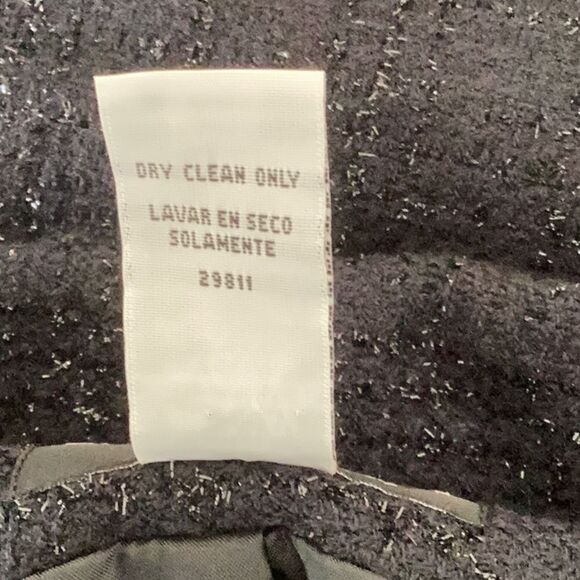 DRY CLEAN ONLY
LAVAR EN SECO
SOLAMENTE
29811